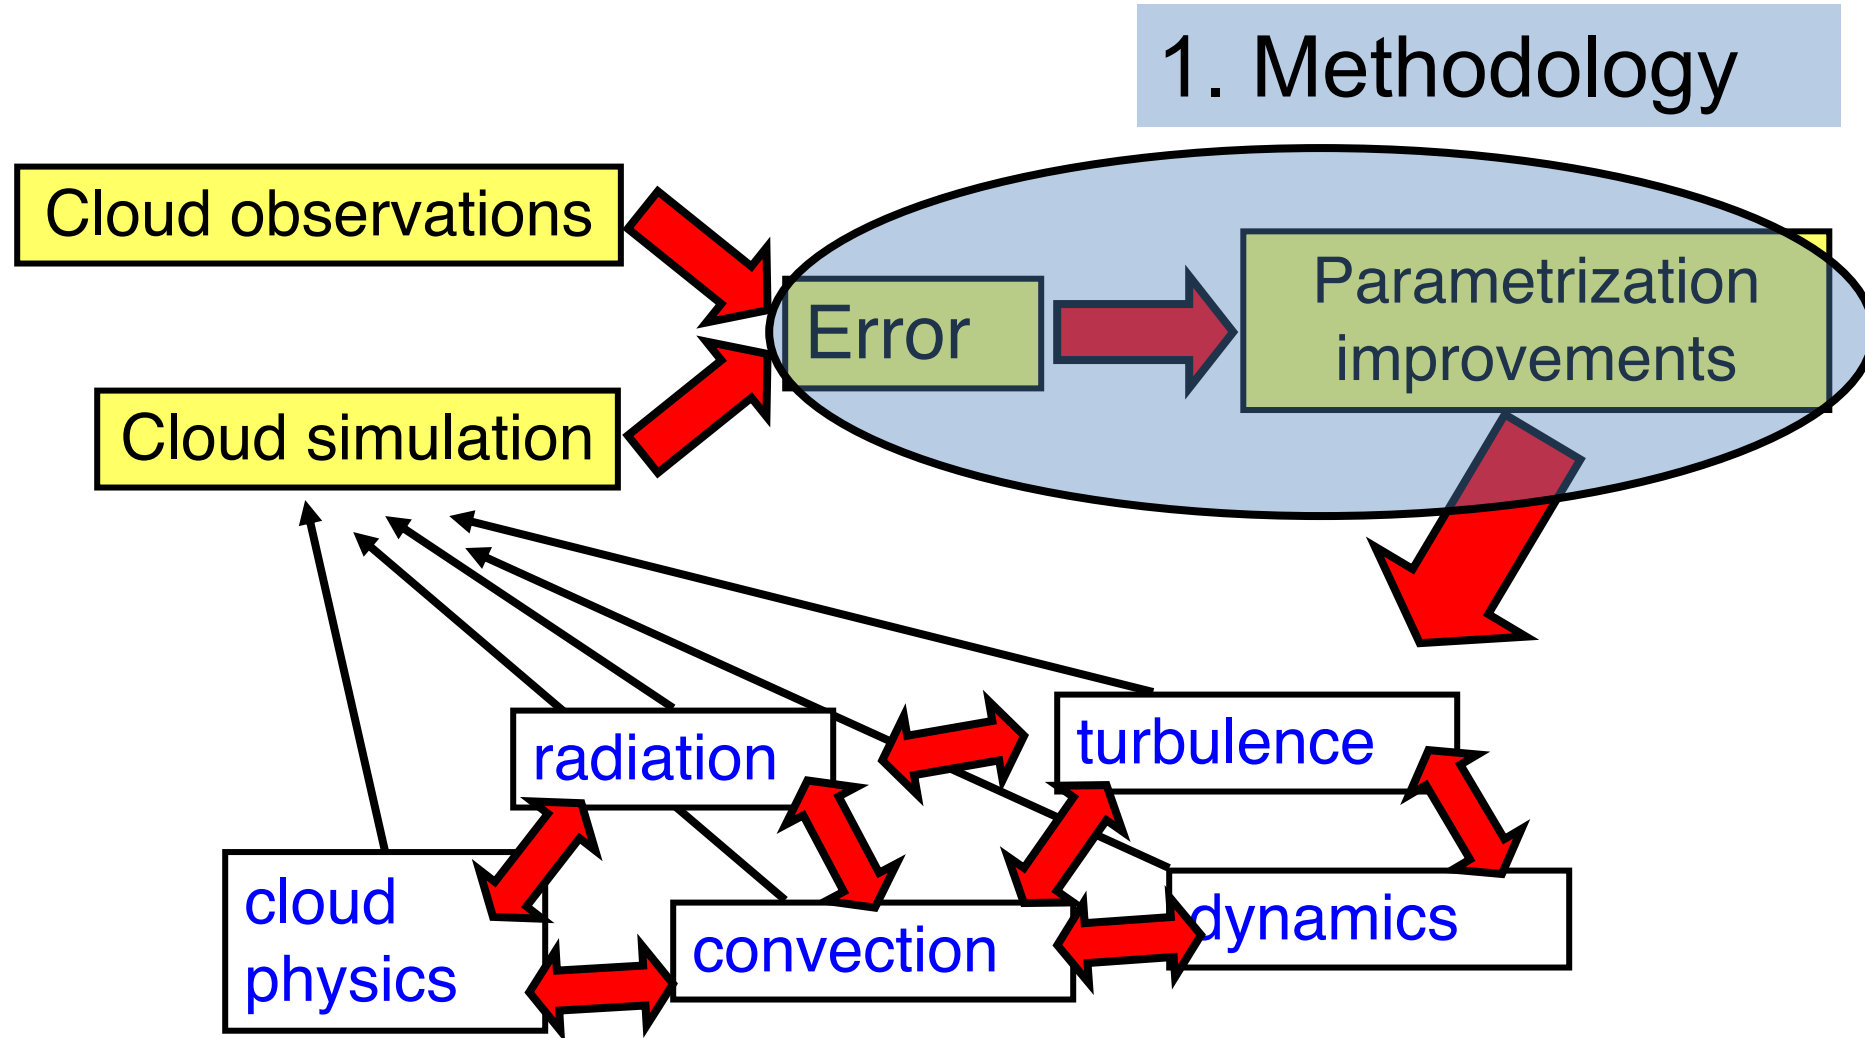 1. Methodology
Cloud observations
Error
Parametrization
improvements
Cloud simulation
radiation
turbulence
cloud
physics
convection
dynamics